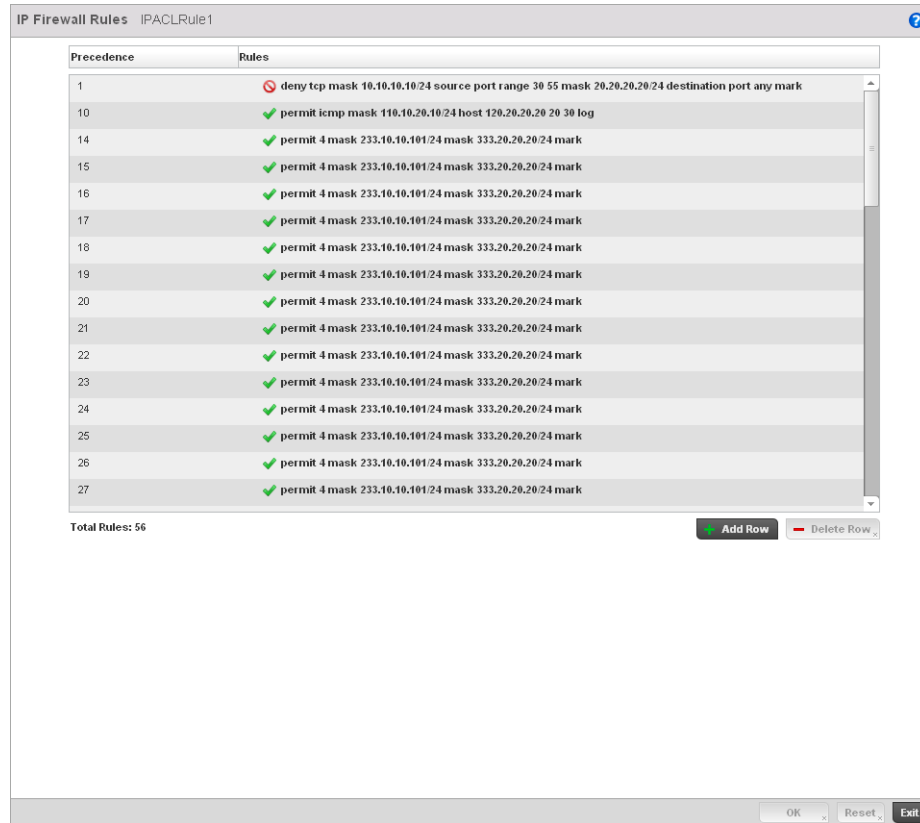 IP Firewall Rules IPACLRule1
Precedence Rules
1 deny tcp mask 10.10.10.10/24 source port range 30 55 mask 20.20.20.20/24 destination port any mark
10 permit icmp mask 110.10.20.10/24 host 120.20.20.20 20 30 log
14 permit 4 mask 233.10.10.101/24 mask 333.20.20.20/24 mark
15 permit 4 mask 233.10.10.101/24 mask 333.20.20.20/24 mark
16 permit 4 mask 233.10.10.101/24 mask 333.20.20.20/24 mark
17 permit 4 mask 233.10.10.101/24 mask 333.20.20.20/24 mark
18 permit 4 mask 233.10.10.101/24 mask 333.20.20.20/24 mark
19 permit 4 mask 233.10.10.101/24 mask 333.20.20.20/24 mark
20 permit 4 mask 233.10.10.101/24 mask 333.20.20.20/24 mark
21 permit 4 mask 233.10.10.101/24 mask 333.20.20.20/24 mark
22 permit 4 mask 233.10.10.101/24 mask 333.20.20.20/24 mark
23 permit 4 mask 233.10.10.101/24 mask 333.20.20.20/24 mark
24 permit 4 mask 233.10.10.101/24 mask 333.20.20.20/24 mark
25 permit 4 mask 233.10.10.101/24 mask 333.20.20.20/24 mark
26 permit 4 mask 233.10.10.101/24 mask 333.20.20.20/24 mark
27 permit 4 mask 233.10.10.101/24 mask 333.20.20.20/24 mark
Total Rules: 56 Add Row Delete Row
OK Reset Exit